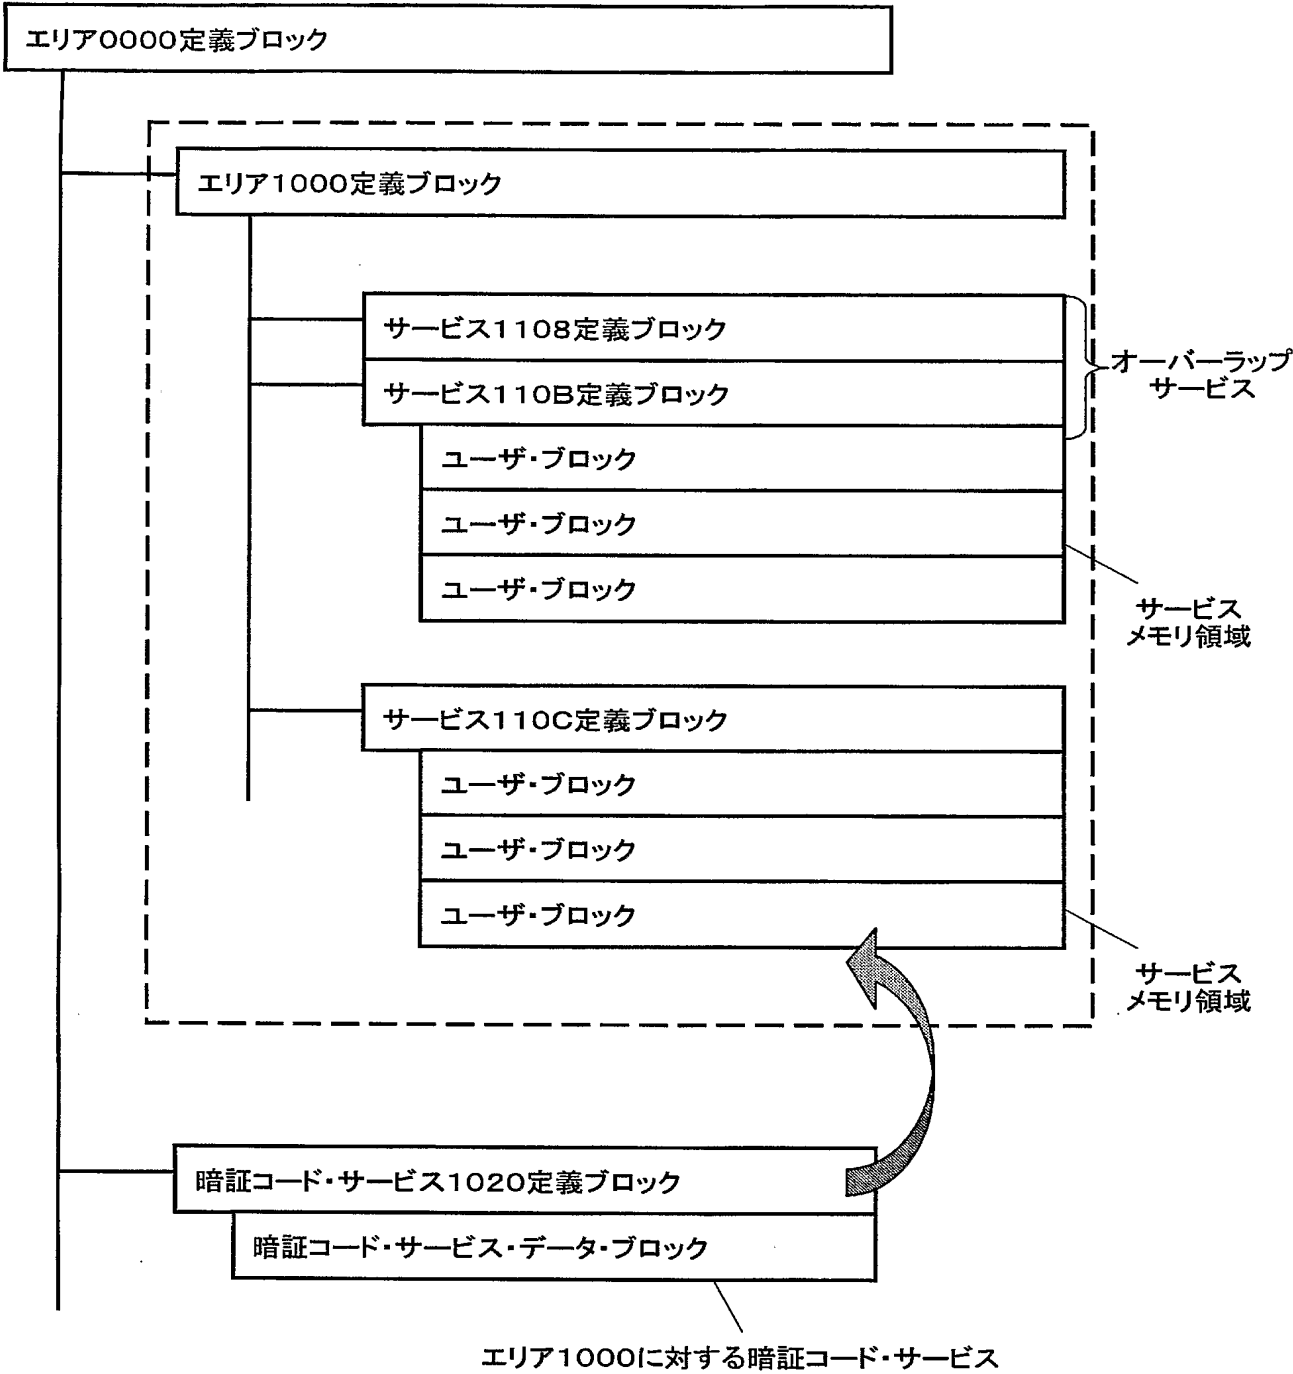 エリア0000定義ブロック
エリア1000定義ブロック
サービス1108定義ブロック
サービス110B定義ブロック
オーバーラップ
サービス
ユーザ・ブロック
ユーザ・ブロック
ユーザ・ブロック
サービス
メモリ領域
サービス110C定義ブロック
ユーザ・ブロック
ユーザ・ブロック
ユーザ・ブロック
サービス
メモリ領域
暗証コード・サービス1020定義ブロック
暗証コード・サービス・データ・ブロック
エリア1000に対する暗証コード・サービス